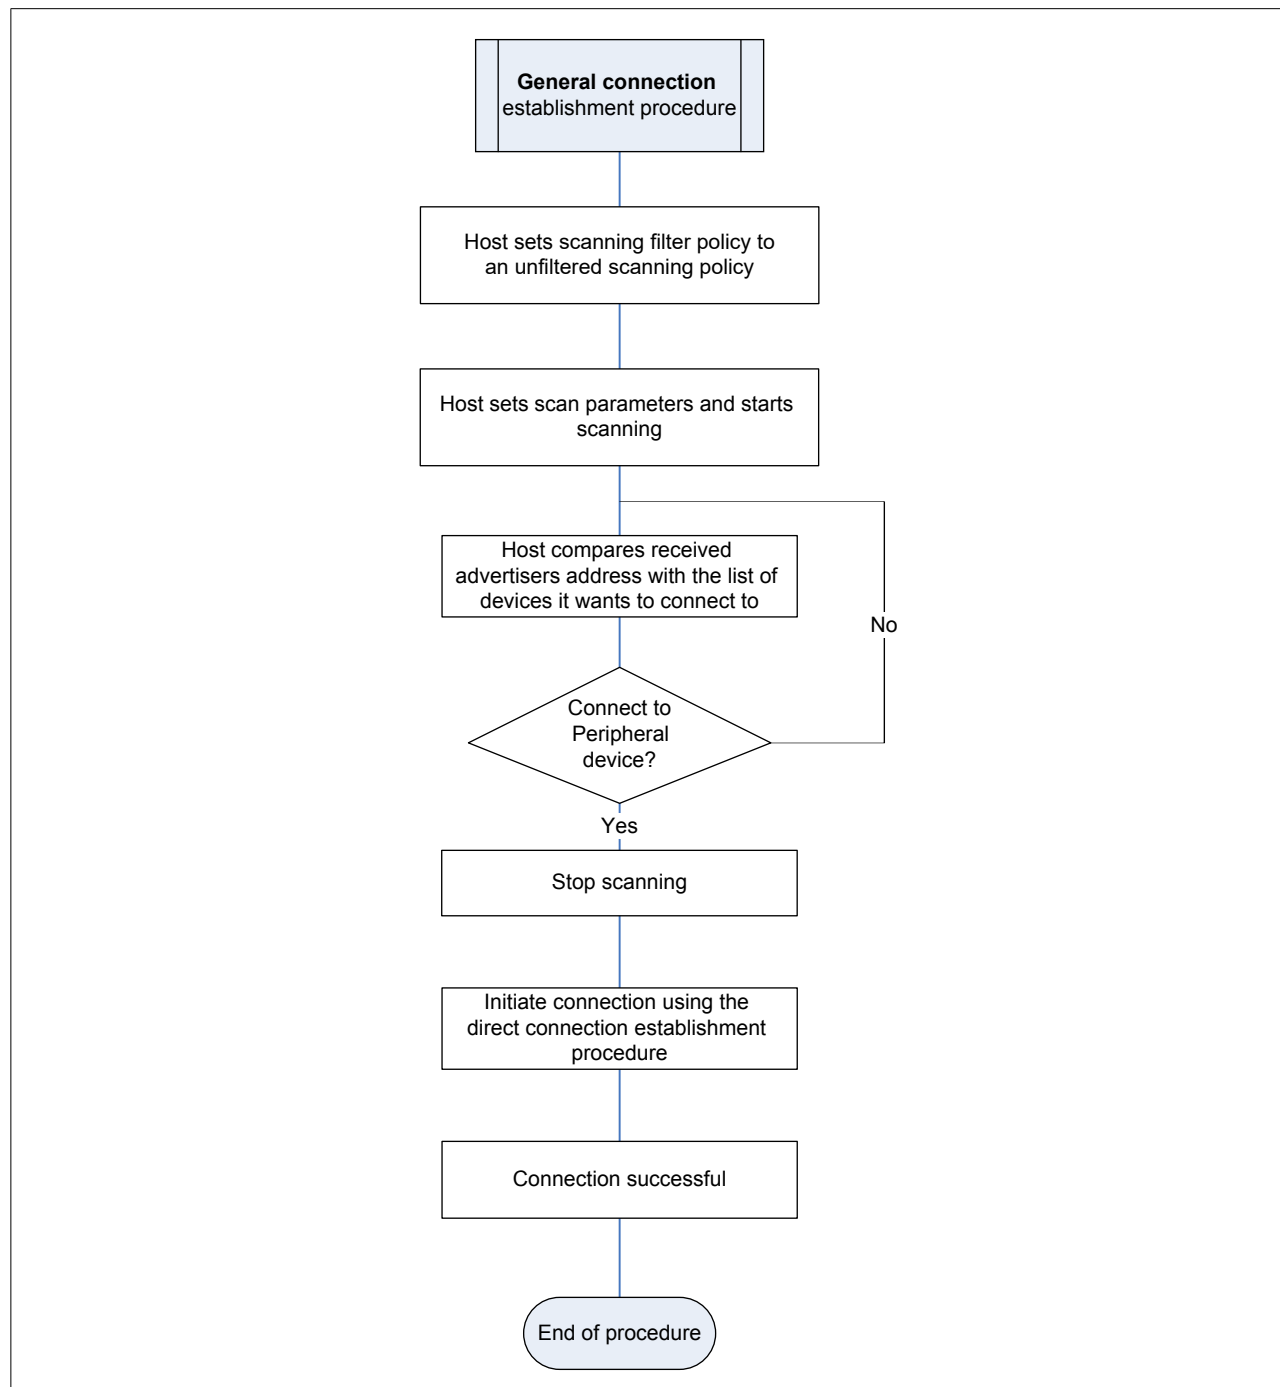 General connection
establishment procedure
Host sets scanning filter policy to
an unfiltered scanning policy
Host sets scan parameters and starts
scanning
Host compares received
advertisers address with the list of
devices it wants to connect to
No
Connect to
Peripheral
device?
Yes
Stop scanning
Initiate connection using the
direct connection establishment
procedure
Connection successful
End of procedure